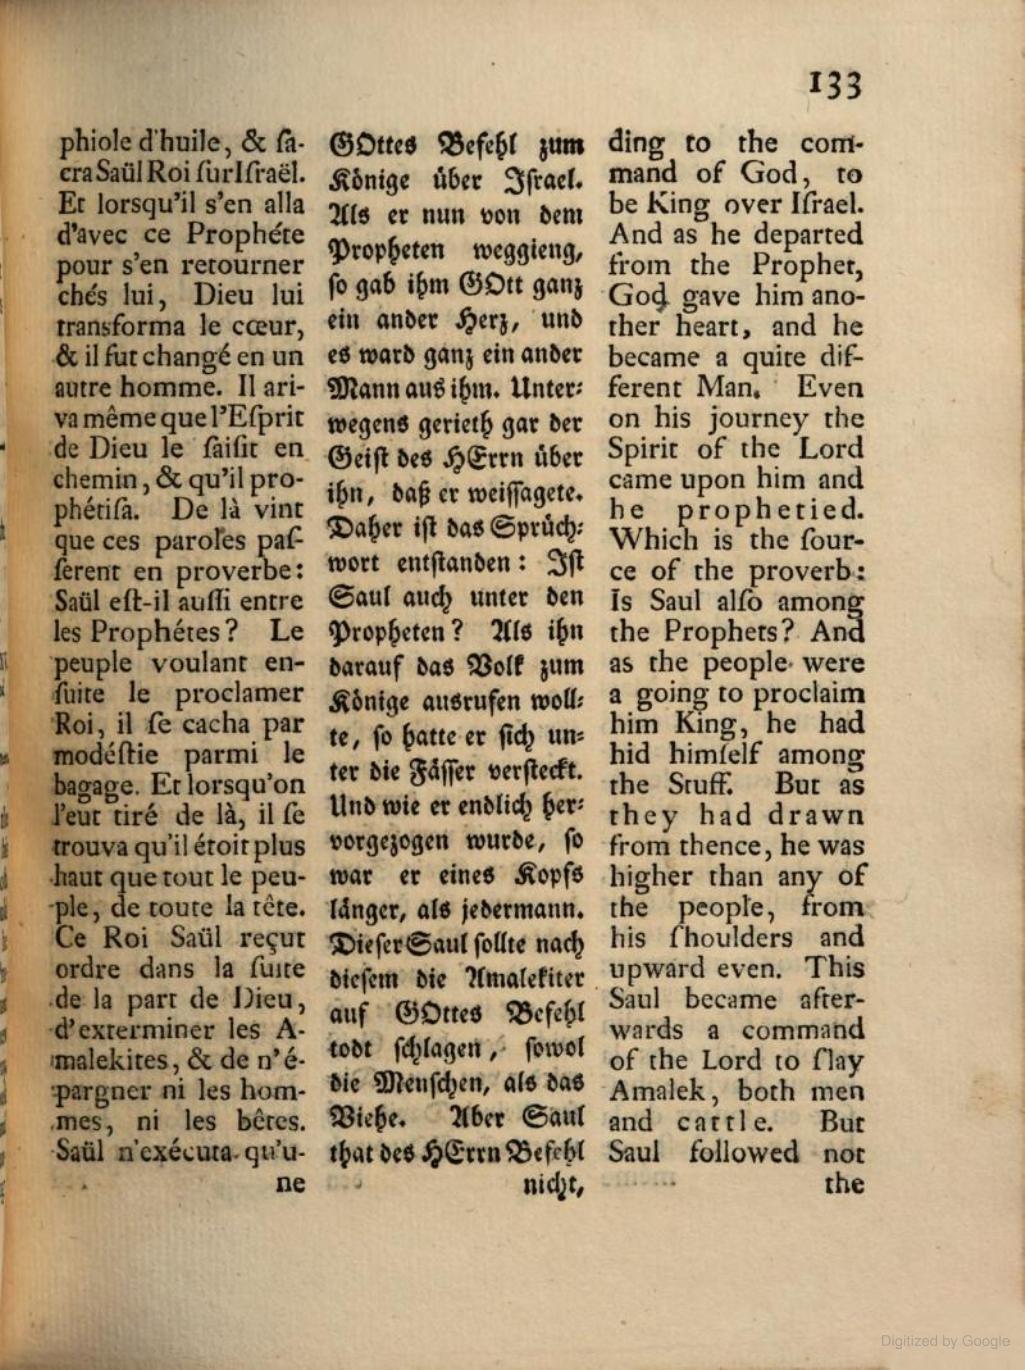 133
phiole d'huile, & ſa-
cra Saül Roi ſur Iſraël.
Et lorsqu'il s'en alla
d'avec ce Prophéte
pour s'en retourner
chés lui, Dieu lui
transforma le cœur,
& il fut changé en un
autre homme. Il ari-
va même que l'Eſprit
de Dieu le ſaiſit en
chemin, & qu'il pro-
phétiſa. De là vint
que ces paroles paſ-
ſerent en proverbe:
Saül eſt-il auſſi entre
les Prophétes? Le
peuple voulant en-
ſuite le proclamer
Roi, il ſe cacha par
modéſtie parmi le
bagage. Et lorsqu'on
l'eut tiré de là, il ſe
trouva qu'il étoit plus
haut que tout le peu-
ple, de toute la tête.
Ce Roi Saül reçut
ordre dans la ſuite
de la part de Dieu,
d'exterminer les A-
malekites, & de n'é-
pargner ni les hom-
mes, ni les bêtes.
Saül n'exécuta qu'u-
ne
GOttes Befehl zum
Könige über Iſrael.
Als er nun von dem
Propheten weggieng,
ſo gab ihm GOtt ganz
ein ander Herz, und
es ward ganz ein ander
Mann aus ihm. Unter-
wegens gerieth gar der
Geiſt des HErrn über
ihn, daß er weiſſagete.
Daher iſt das Sprüch-
wort entſtanden: Iſt
Saul auch unter den
Propheten? Als ihn
darauf das Volk zum
Könige ausrufen woll-
te, ſo hatte er ſich un-
ter die Fäſſer verſteckt.
Und wie er endlich her-
vorgezogen wurde, ſo
war er eines Kopfs
länger, als jedermann.
Dieſer Saul ſollte nach
dieſem die Amalekiter
auf GOttes Befehl
todt ſchlagen, ſowol
die Menſchen, als das
Viehe. Aber Saul
that des HErrn Befehl
nicht,
ding to the com-
mand of God, to
be King over Iſrael.
And as he departed
from the Prophet,
God gave him ano-
ther heart, and he
became a quite dif-
ferent Man. Even
on his journey the
Spirit of the Lord
came upon him and
he prophetied.
Which is the ſour-
ce of the proverb:
Is Saul alſo among
the Prophets? And
as the people were
a going to proclaim
him King, he had
hid himſelf among
the Stuff. But as
they had drawn
from thence, he was
higher than any of
the people, from
his ſhoulders and
upward even. This
Saul became after-
wards a command
of the Lord to ſlay
Amalek, both men
and cattle. But
Saul followed not
the
Digitized by Google